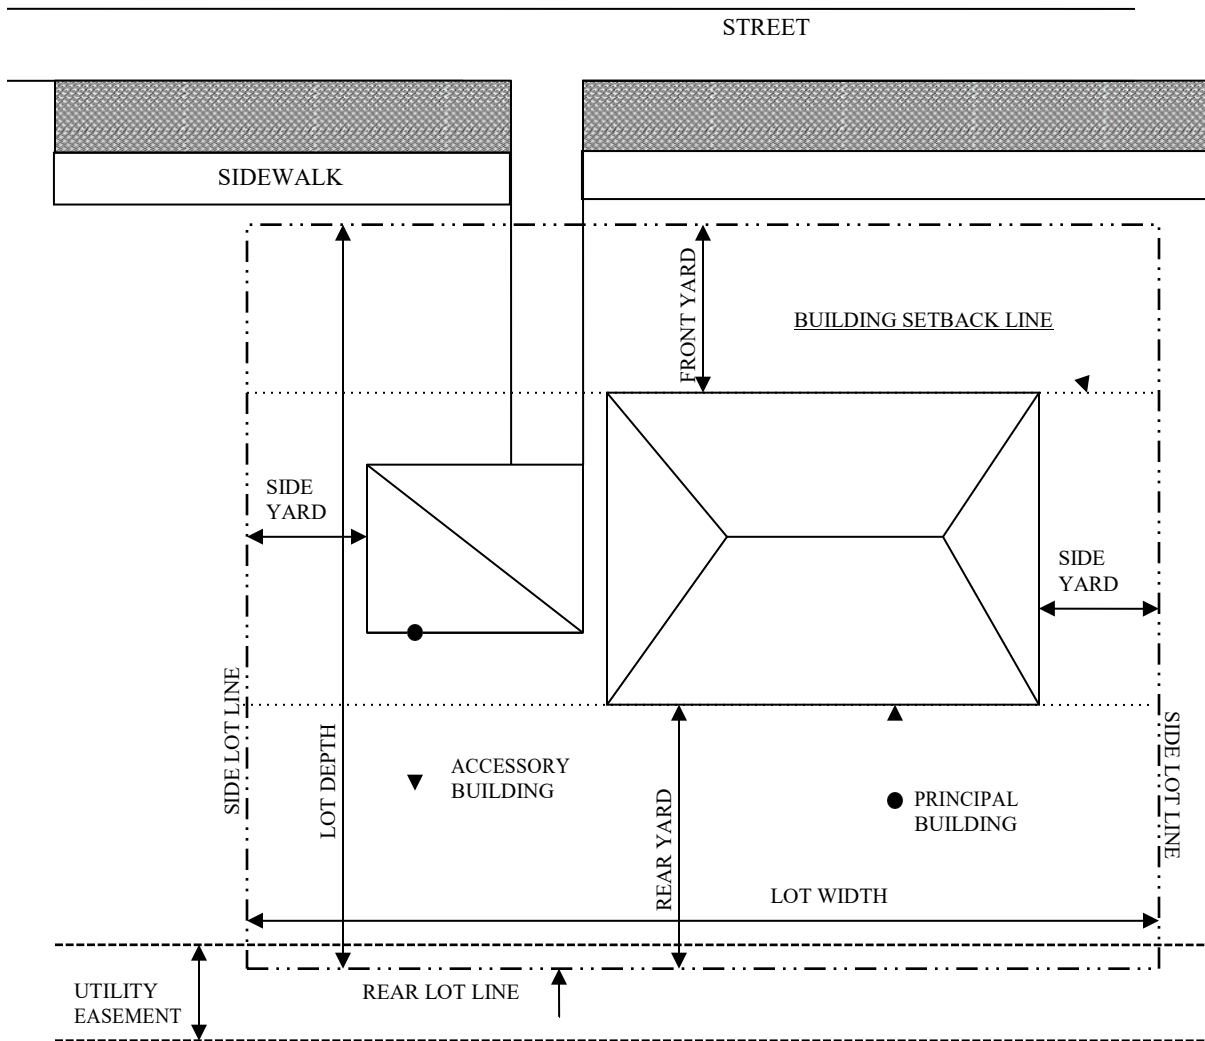 STREET
SIDEWALK
FRONT YARD
BUILDING SETBACK LINE
SIDE
YARD
SIDE
YARD
SIDE LOT LINE
LOT DEPTH
ACCESSORY
BUILDING
REAR YARD
PRINCIPAL
BUILDING
SIDE LOT LINE
LOT WIDTH
UTILITY
EASEMENT
REAR LOT LINE